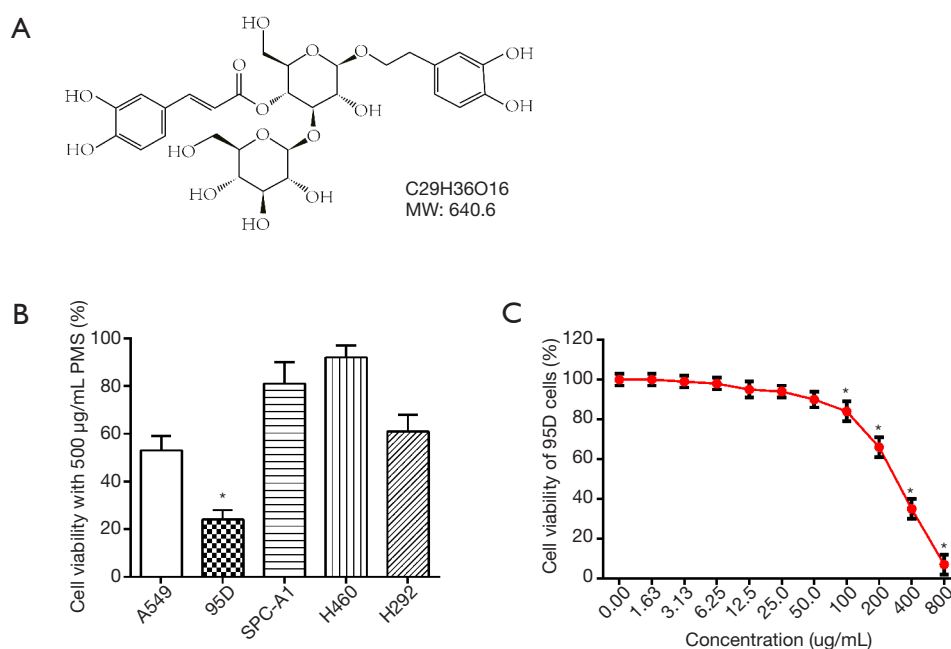 A
HO
OH
O
O
O
O
HO
OH
O
OH
HO
O
HO
O
HO
HO
OH
OH
C29H36O16
MW: 640.6
B
Cell viability with 500 µg/mL PMS (%)
100
80
60
40
20
0
*
A549
95D
SPC-A1
H460
H292
C
Cell viability of 95D cells (%)
120
100
80
60
40
20
0
*
*
*
*
0.00
1.63
3.13
6.25
12.5
25.0
50.0
100
200
400
800
Concentration (ug/mL)